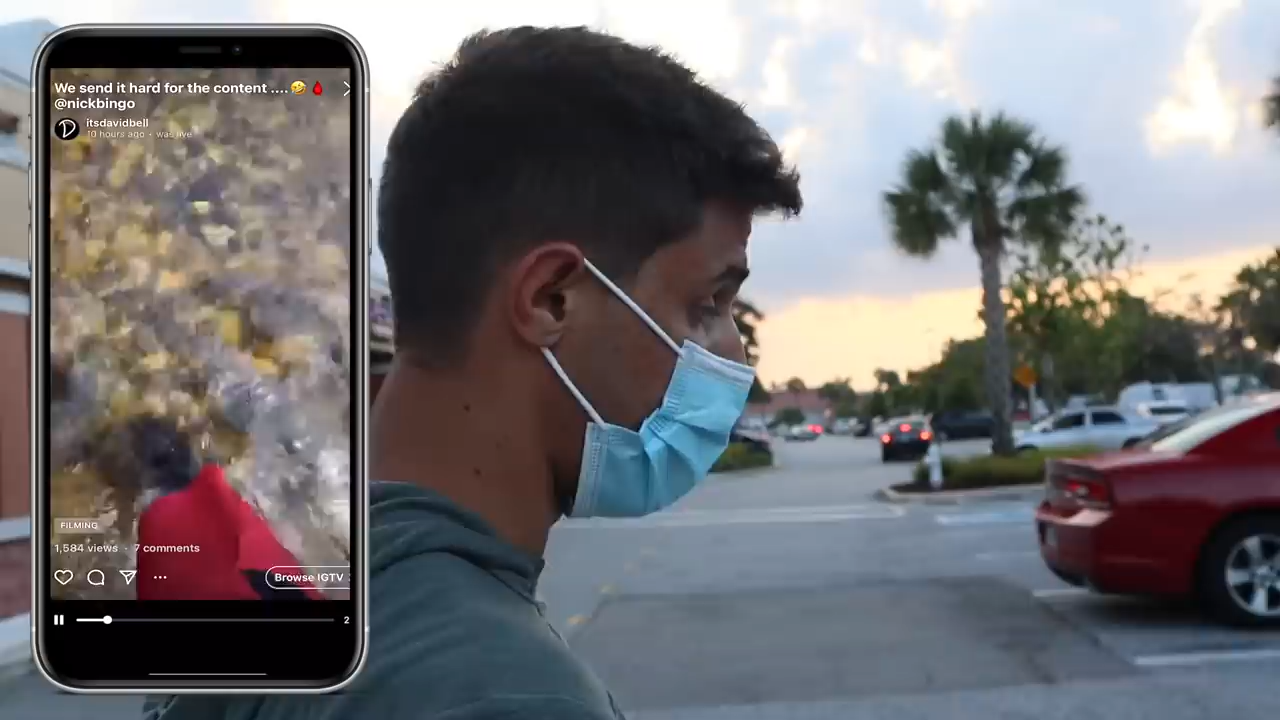 We send it hard for the content ....🤣🩸
@nickbingo
itsdavidbell
10 hours ago • was live
FILMING
1,584 views • 7 comments
Browse IGTV
2